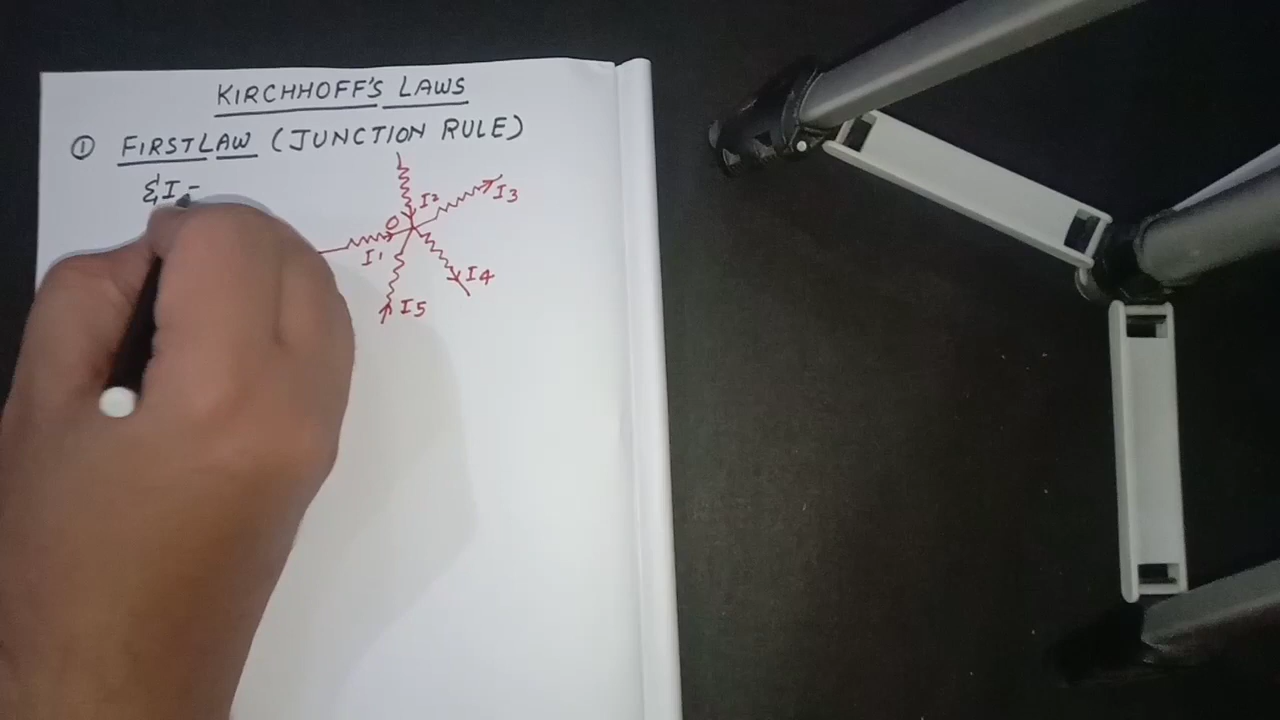 KIRCHHOFF'S LAWS
① FIRST LAW (JUNCTION RULE)
ΣI =
I2
I3
O
I1
I4
I5